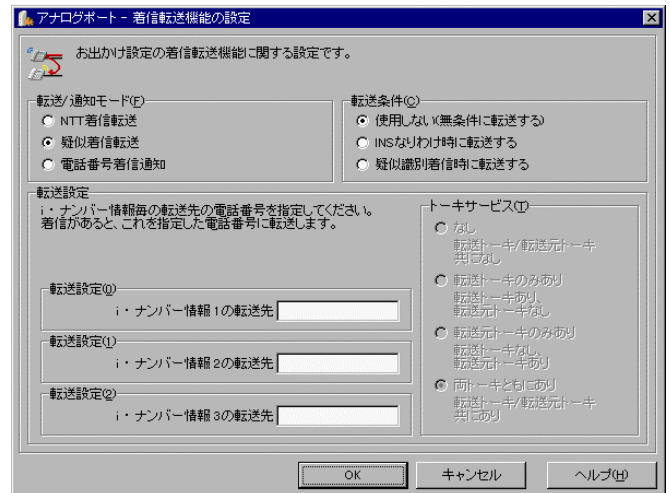 アナログポート - 着信転送機能の設定
お出かけ設定の着信転送機能に関する設定です。
転送/通知モード(F)
NTT着信転送
疑似着信転送
電話番号着信通知
転送条件(C)
使用しない(無条件に転送する)
INSなりわけ時に転送する
疑似識別着信時に転送する
転送設定
i・ナンバー情報毎の転送先の電話番号を指定してください。
着信があると、これを指定した電話番号に転送します。
転送設定(0)
i・ナンバー情報1の転送先
転送設定(1)
i・ナンバー情報2の転送先
転送設定(2)
i・ナンバー情報3の転送先
トーキサービス(T)
なし
転送トーキ/転送元トーキ
共になし
転送トーキのみあり
転送トーキあり、
転送元トーキなし
転送元トーキのみあり
転送トーキなし、
転送元トーキあり
両トーキともにあり
転送トーキ/転送元トーキ
共にあり
OK
キャンセル
ヘルプ(H)